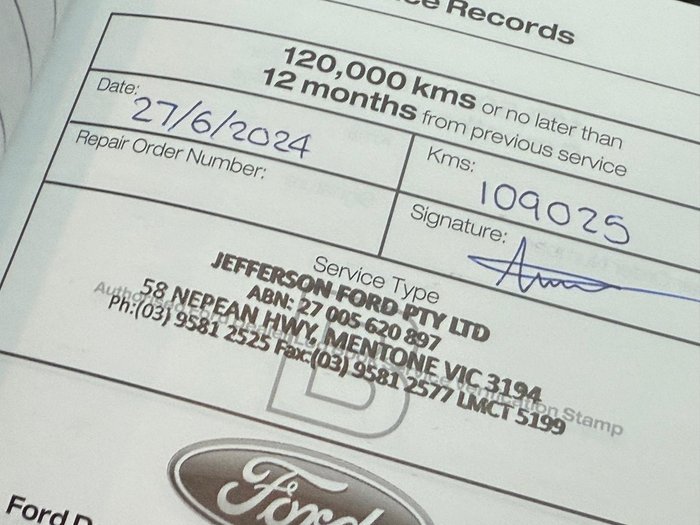 Records
120,000 kms or no later than
12 months from previous service
Date:
27/6/2024
Kms:
109025
Repair Order Number:
Signature:
Service Type
JEFFERSON FORD PTY LTD
ABN: 27 005 620 897
58 NEPEAN HWY, MENTONE VIC 3194
Ph:(03) 9581 2525 Fax:(03) 9581 2577 LMCT 5199
Stamp
B
Ford
Ford